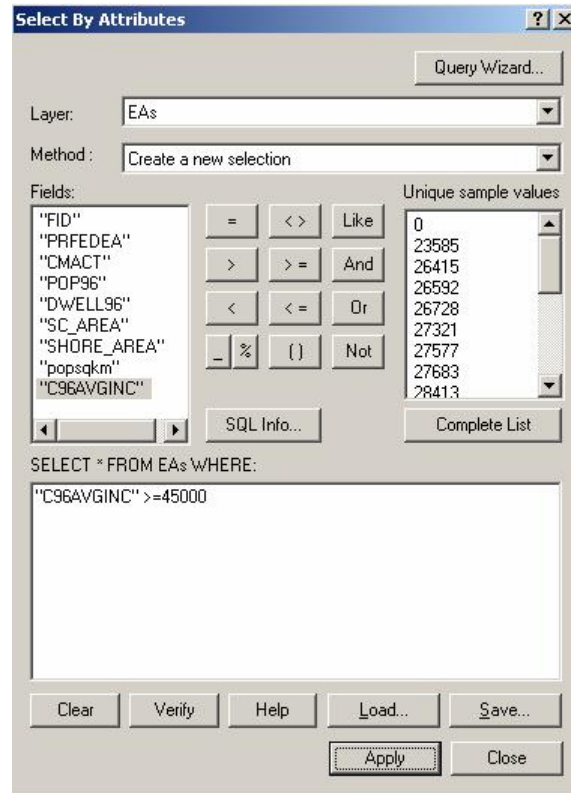 Select By Attributes
Query Wizard...
Layer: EAs
Method : Create a new selection
Fields:
Unique sample values
"FID"
"PRFEDEA"
"CMACT"
"POP96"
"DWELL96"
"SC_AREA"
"SHORE_AREA"
"popsqkm"
"C96AVGINC"
= < > Like
> > = And
< < = Or
_ % ( ) Not
0
23585
26415
26592
26728
27321
27577
27683
28413
SQL Info...
Complete List
SELECT * FROM EAs WHERE:
"C96AVGINC" >=45000
Clear Verify Help Load... Save...
Apply Close